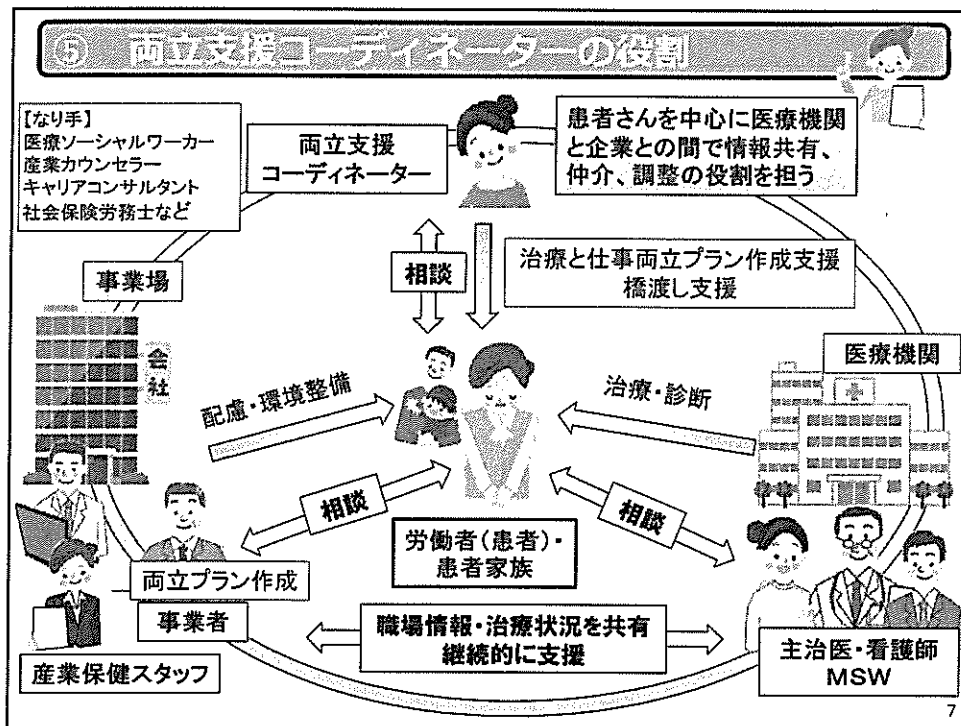 ⑤ 両立支援コーディネーターの役割
【なり手】
医療ソーシャルワーカー
産業カウンセラー
キャリアコンサルタント
社会保険労務士など
両立支援
コーディネーター
患者さんを中心に医療機関
と企業との間で情報共有、
仲介、調整の役割を担う
相談
治療と仕事両立プラン作成支援
橋渡し支援
事業場
会社
医療機関
配慮・環境整備
治療・診断
相談
相談
労働者(患者)・
患者家族
両立プラン作成
事業者
産業保健スタッフ
職場情報・治療状況を共有
継続的に支援
主治医・看護師
MSW
7